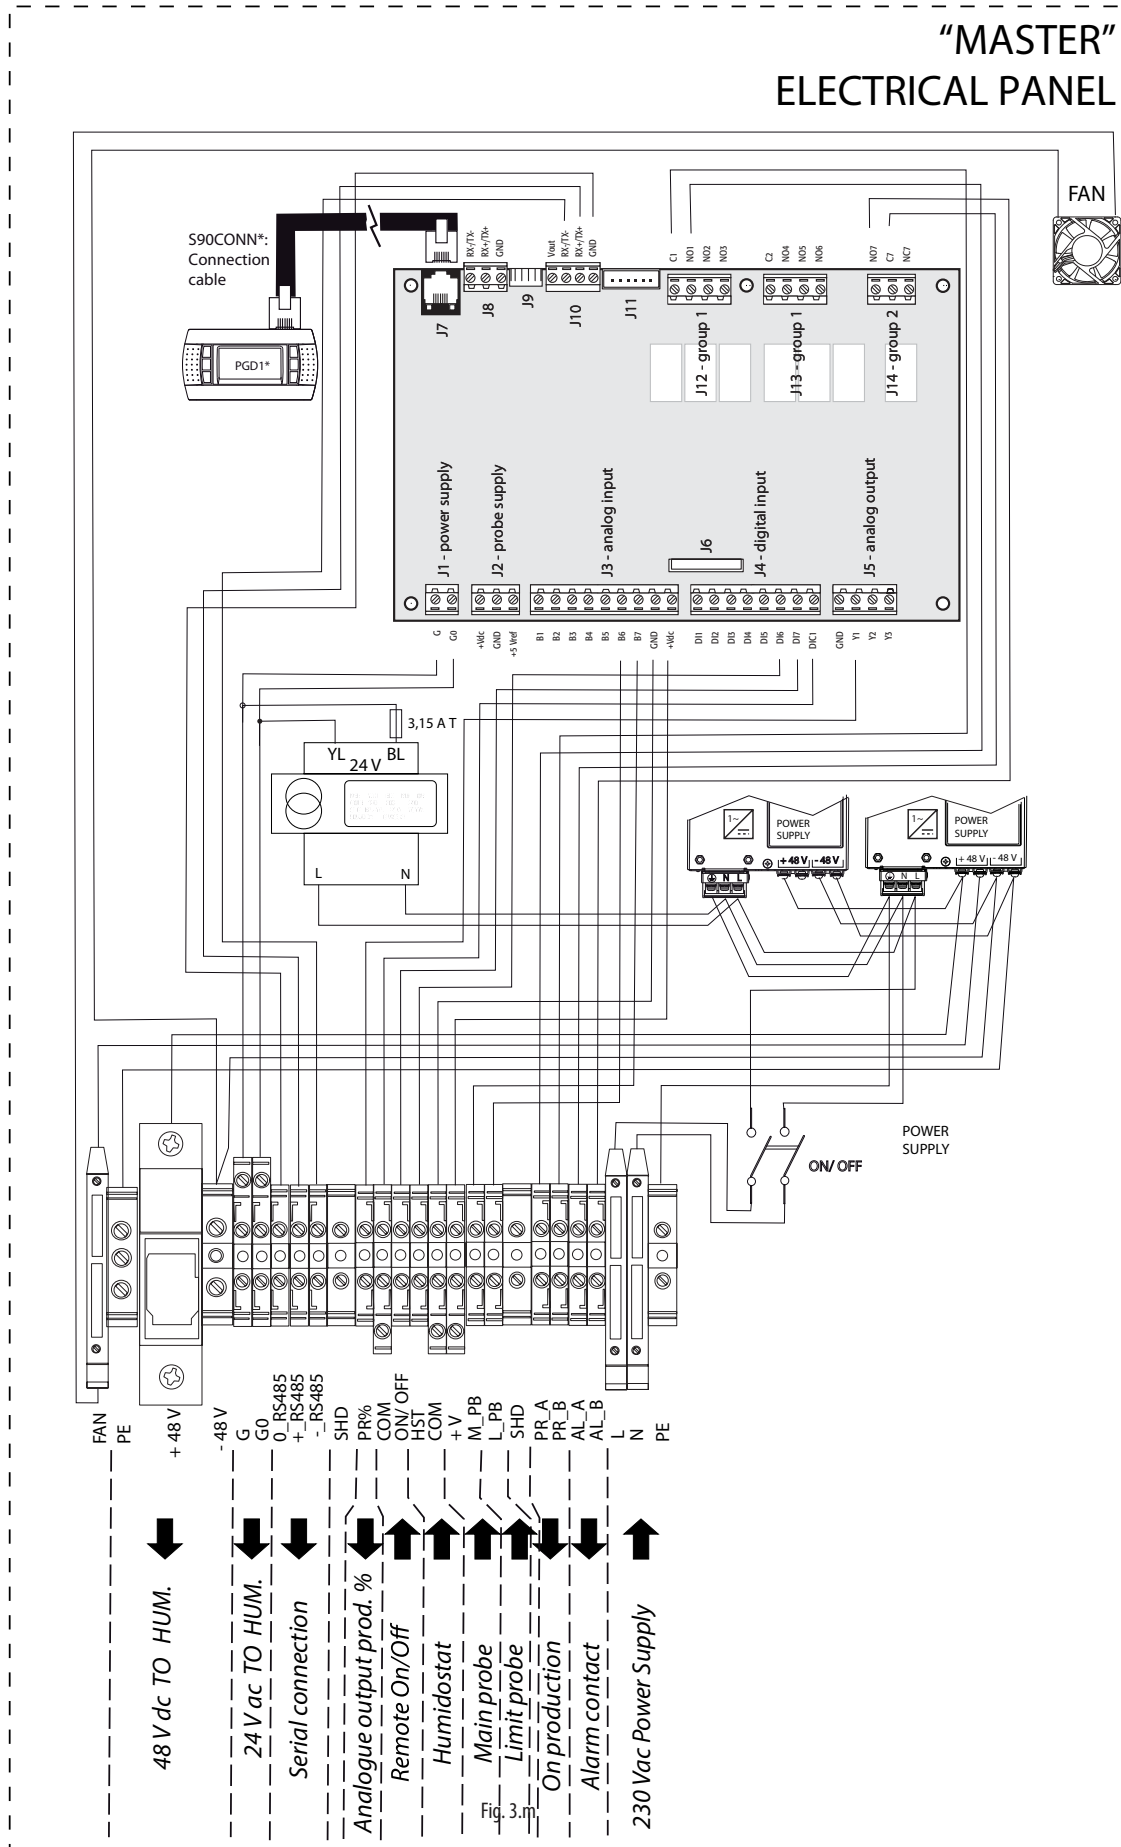 “MASTER”
ELECTRICAL PANEL
FAN
S90CONN*:
Connection
cable
PGD1*
RX-/TX-
RX+/TX+
GND
Vout
RX-/TX-
RX+/TX+
GND
C1
NO1
NO2
NO3
C2
NO4
NO5
NO6
NO7
C7
NC7
J7
J8
J9
J10
J11
J12 - group 1
J13 - group 1
J14 - group 2
J1 - power supply
J2 - probe supply
J3 - analog input
J6
J4 - digital input
J5 - analog output
G
G0
+Vdc
GND
+5 Vref
B1
B2
B3
B4
B5
B6
B7
GND
+Vdc
DI1
DI2
DI3
DI4
DI5
DI6
DI7
DIC1
GND
Y1
Y2
Y3
3,15 A T
YL
BL
24 V
L
N
1~
POWER
SUPPLY
+ 48 V
- 48 V
N
L
1~
POWER
SUPPLY
+ 48 V
- 48 V
N
L
ON/ OFF
POWER
SUPPLY
FAN
PE
+ 48 V
- 48 V
G
G0
0_RS485
+_RS485
-_RS485
SHD
PR%
COM
ON/ OFF
HST
COM
+ V
M_PB
L_PB
SHD
PR_A
PR_B
AL_A
AL_B
L
N
PE
48 V dc TO HUM.
24 V ac TO HUM.
Serial connection
Analogue output prod. %
Remote On/Off
Humidostat
Main probe
Limit probe
On production
Alarm contact
230 Vac Power Supply
Fig. 3.m